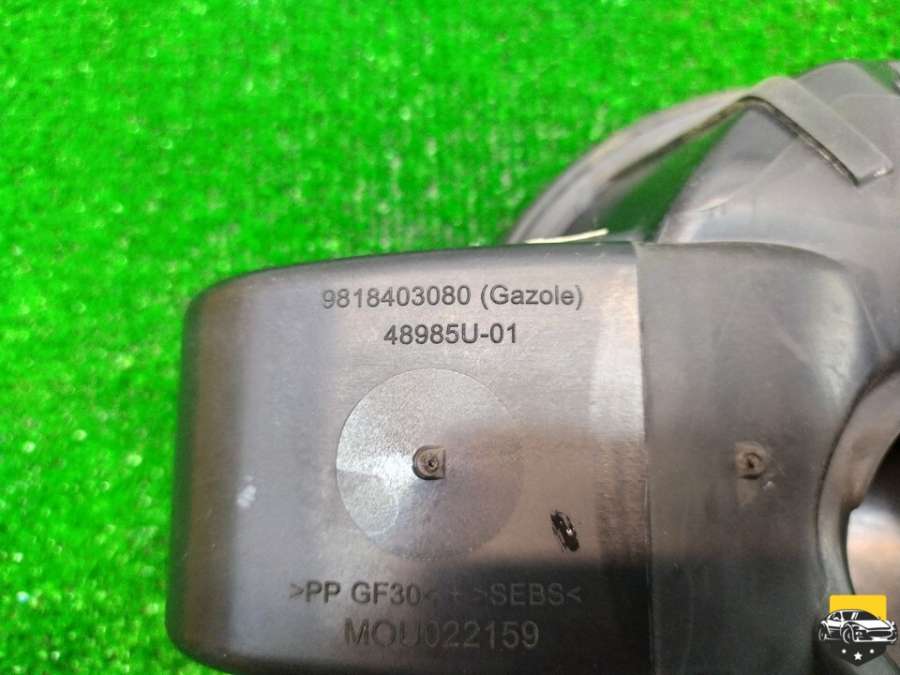 9818403080 (Gazole)
48985U-01
>PP GF30< + >SEBS<
MOU022159